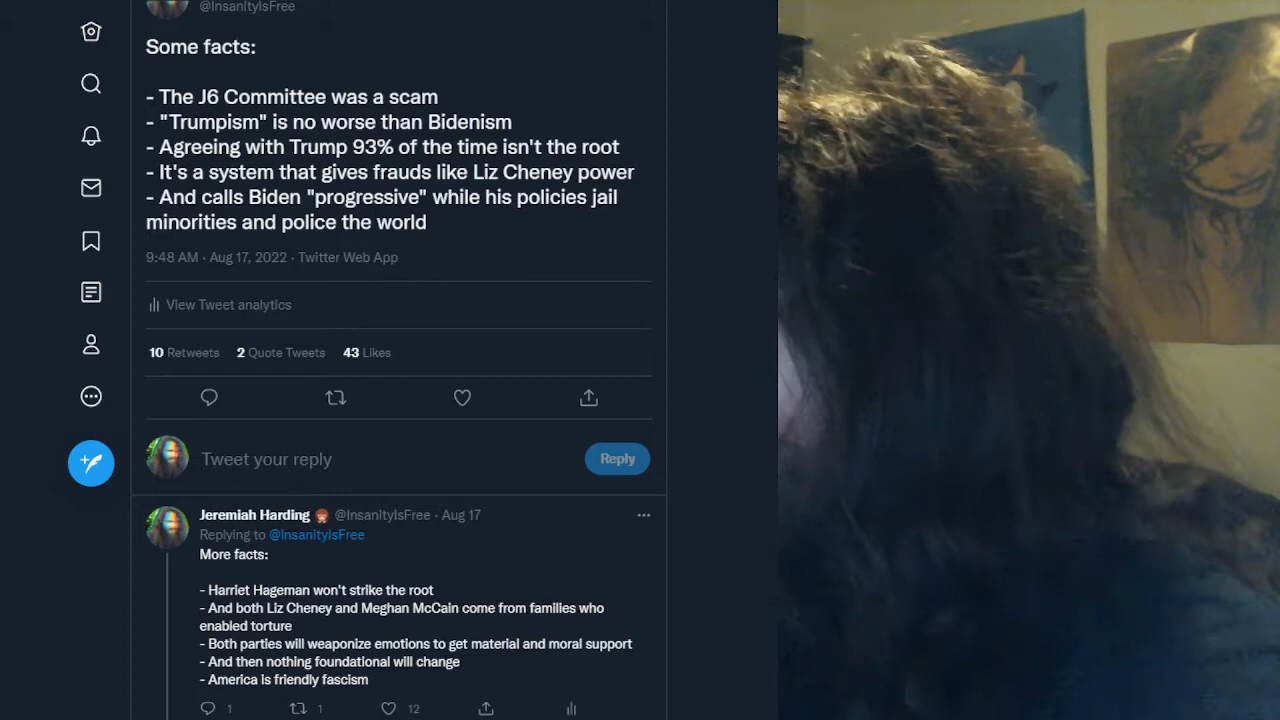 @InsanityIsFree
Some facts:
- The J6 Committee was a scam
- "Trumpism" is no worse than Bidenism
- Agreeing with Trump 93% of the time isn't the root
- It's a system that gives frauds like Liz Cheney power
- And calls Biden "progressive" while his policies jail
minorities and police the world
9:48 AM · Aug 17, 2022 · Twitter Web App
View Tweet analytics
10 Retweets 2 Quote Tweets 43 Likes
Tweet your reply
Reply
Jeremiah Harding @InsanityIsFree · Aug 17
Replying to @InsanityIsFree
More facts:
- Harriet Hageman won't strike the root
- And both Liz Cheney and Meghan McCain come from families who
enabled torture
- Both parties will weaponize emotions to get material and moral support
- And then nothing foundational will change
- America is friendly fascism
1 1 12